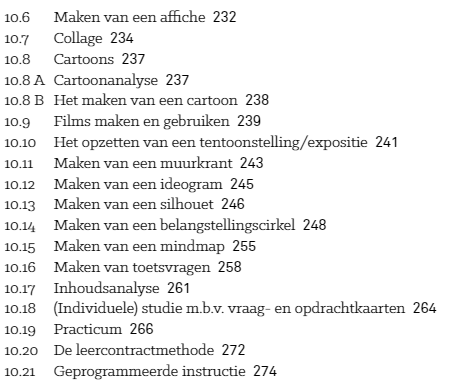 10.6 Maken van een affiche 232
10.7 Collage 234
10.8 Cartoons 237
10.8 A Cartoonanalyse 237
10.8 B Het maken van een cartoon 238
10.9 Films maken en gebruiken 239
10.10 Het opzetten van een tentoonstelling/expositie 241
10.11 Maken van een muurkrant 243
10.12 Maken van een ideogram 245
10.13 Maken van een silhouet 246
10.14 Maken van een belangstellingscirkel 248
10.15 Maken van een mindmap 255
10.16 Maken van toetsvragen 258
10.17 Inhoudsanalyse 261
10.18 (Individuele) studie m.b.v. vraag- en opdrachtkaarten 264
10.19 Practicum 266
10.20 De leercontractmethode 272
10.21 Geprogrammeerde instructie 274